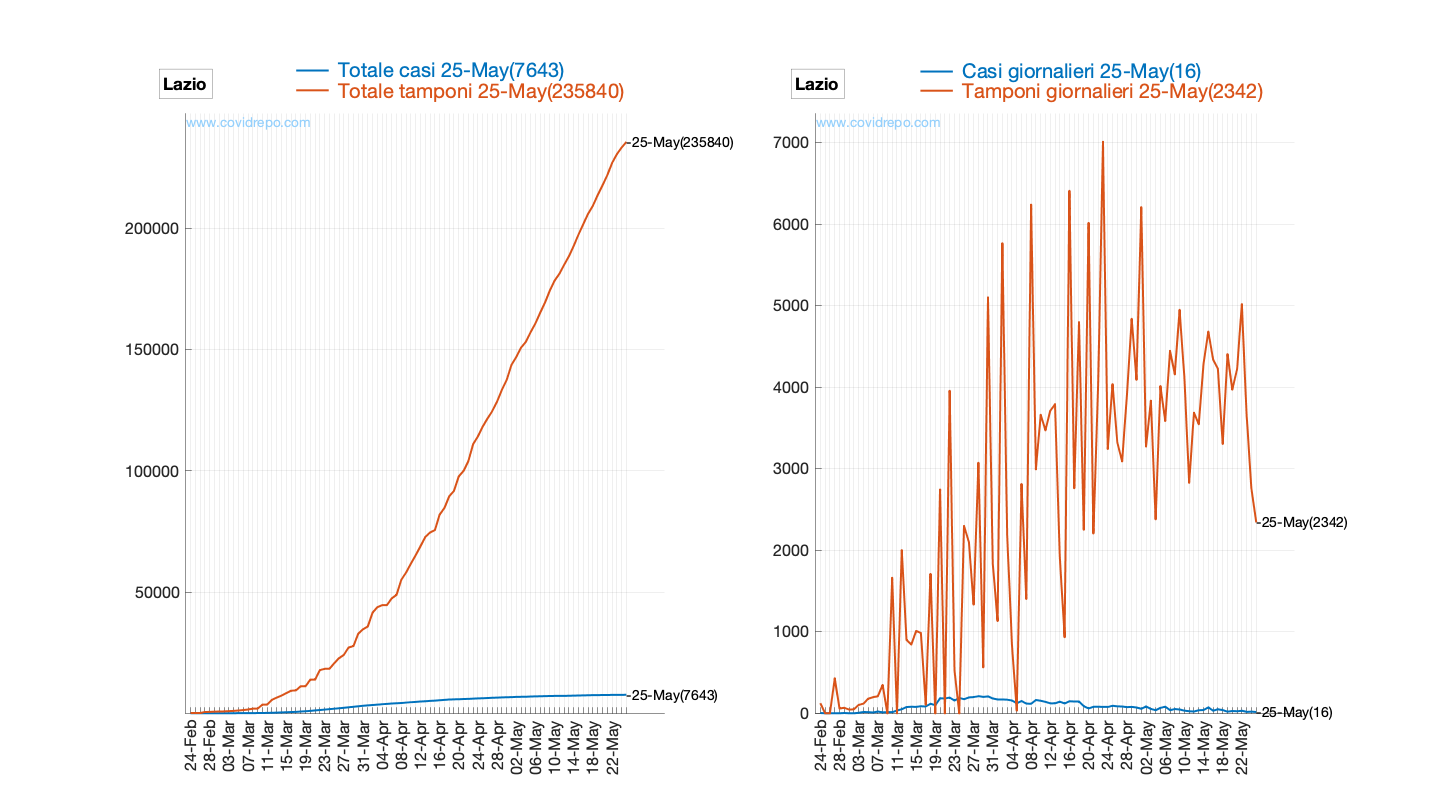 Lazio
Totale casi 25-May(7643)
Totale tamponi 25-May(235840)
www.covidrepo.com
25-May(235840)
200000
150000
100000
50000
25-May(7643)
24-Feb
28-Feb
03-Mar
07-Mar
11-Mar
15-Mar
19-Mar
23-Mar
27-Mar
31-Mar
04-Apr
08-Apr
12-Apr
16-Apr
20-Apr
24-Apr
28-Apr
02-May
06-May
10-May
14-May
18-May
22-May
Lazio
Casi giornalieri 25-May(16)
Tamponi giornalieri 25-May(2342)
www.covidrepo.com
7000
6000
5000
4000
3000
2000
1000
0
25-May(2342)
25-May(16)
24-Feb
28-Feb
03-Mar
07-Mar
11-Mar
15-Mar
19-Mar
23-Mar
27-Mar
31-Mar
04-Apr
08-Apr
12-Apr
16-Apr
20-Apr
24-Apr
28-Apr
02-May
06-May
10-May
14-May
18-May
22-May